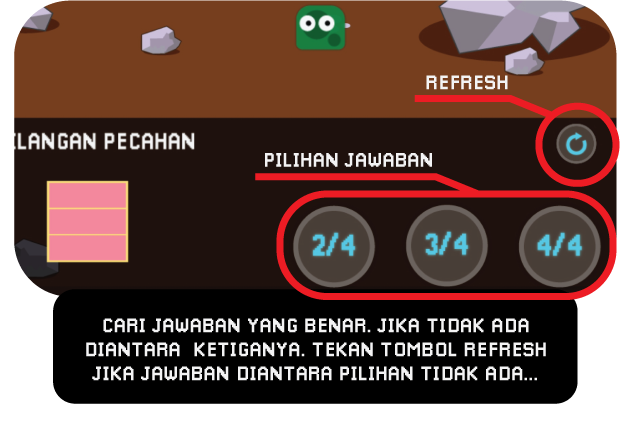 REFRESH
ILANGAN PECAHAN
PILIHAN JAWABAN
2/4 3/4 4/4
CARI JAWABAN YANG BENAR. JIKA TIDAK ADA
DIANTARA KETIGANYA. TEKAN TOMBOL REFRESH
JIKA JAWABAN DIANTARA PILIHAN TIDAK ADA...